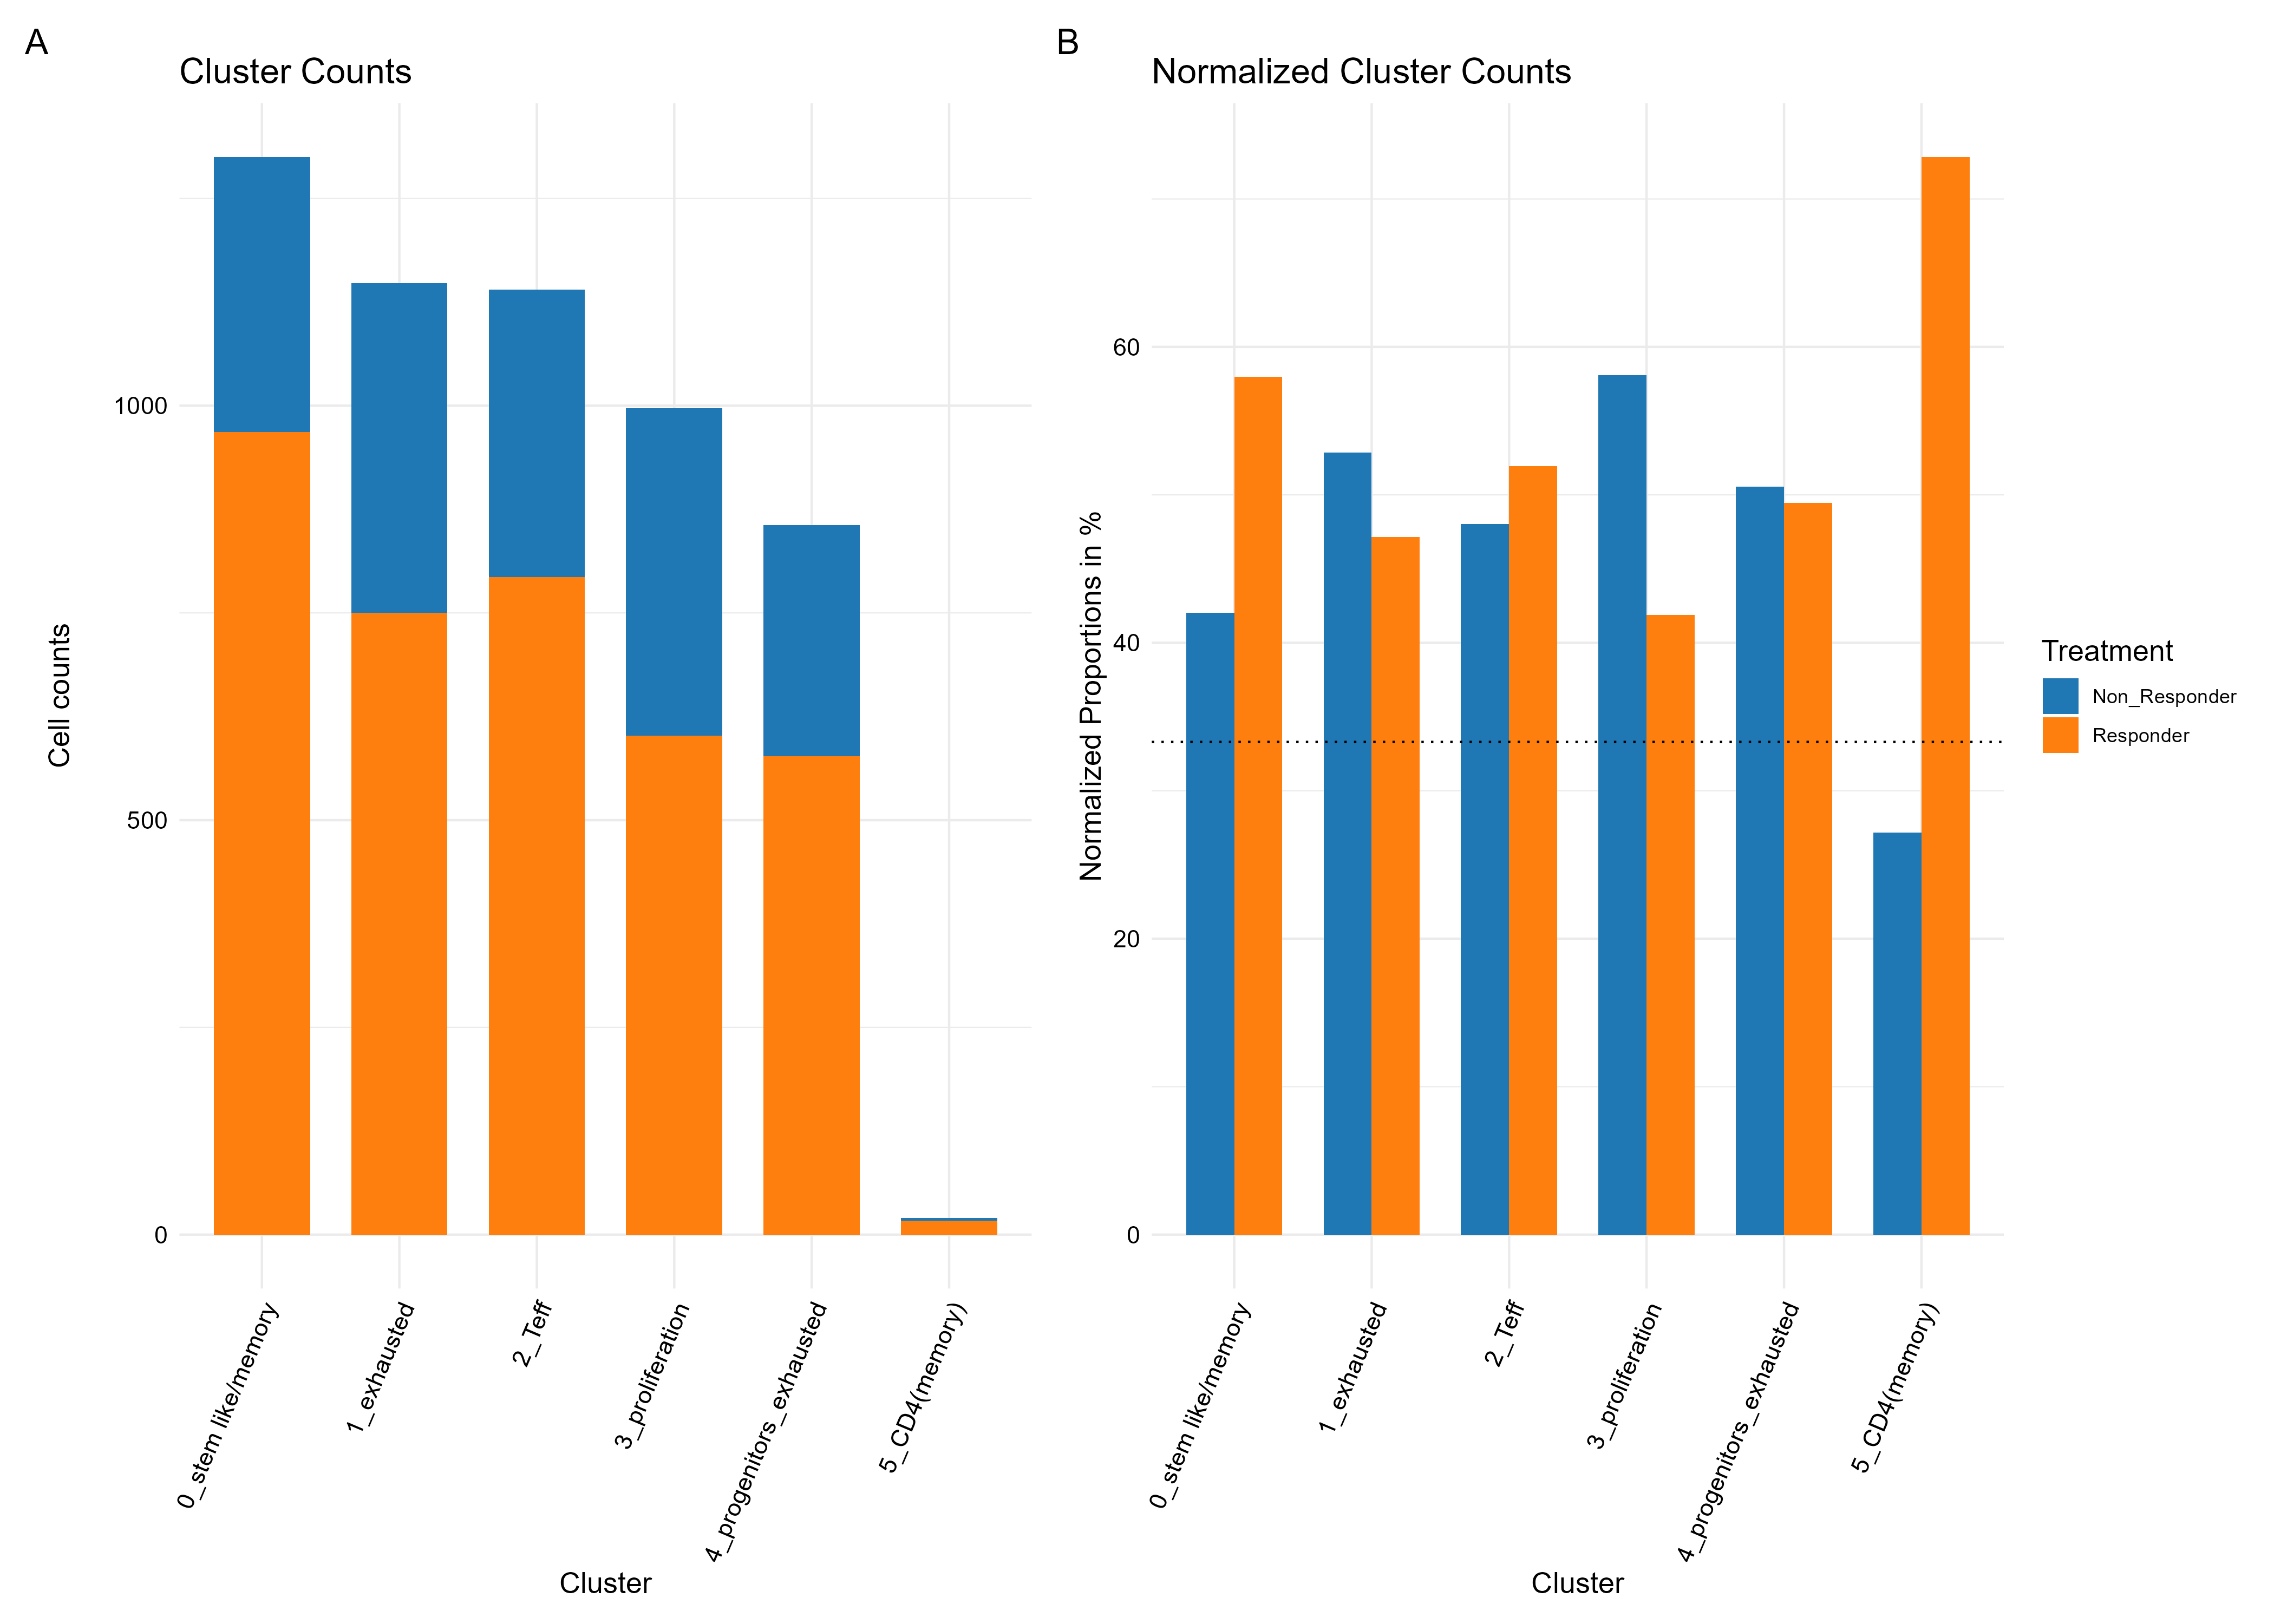 A
Cluster Counts
Cell counts
1000
500
0
0_stem like/memory
1_exhausted
2_Teff
3_proliferation
4_progenitors_exhausted
5_CD4(memory)
Cluster
B
Normalized Cluster Counts
Normalized Proportions in %
60
40
20
0
0_stem like/memory
1_exhausted
2_Teff
3_proliferation
4_progenitors_exhausted
5_CD4(memory)
Cluster
Treatment
Non_Responder
Responder